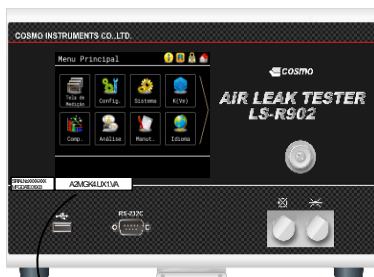 COSMO INSTRUMENTS CO.,LTD.
Menu Principal
COSMO
AIR LEAK TESTER
LS-R902
Tela de
Medição
Config.
Sistema
K(Ve)
Comp.
Análise
Manut.
Idioma
A2MGK4UX1VA
RS-232C